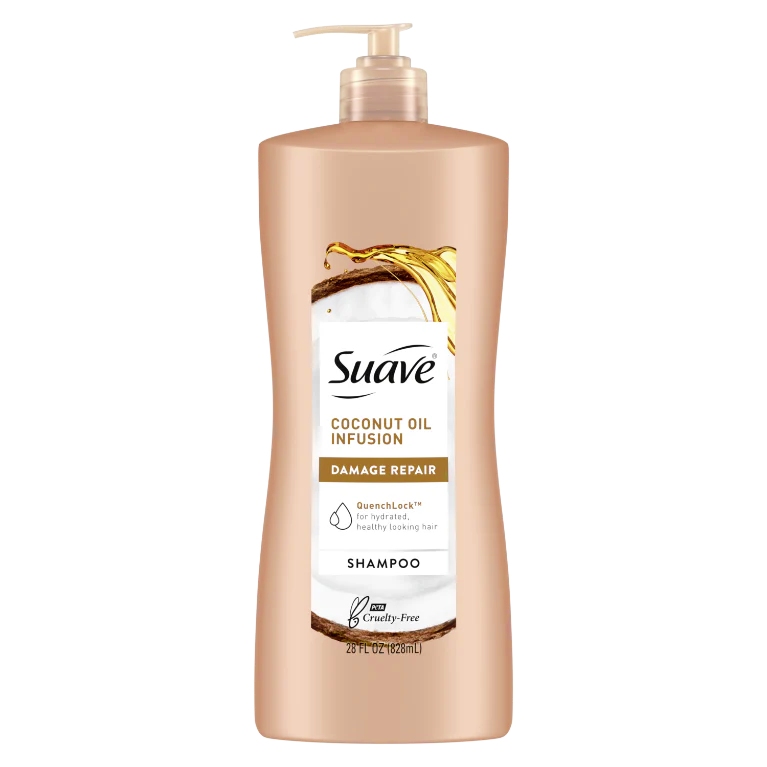 Suave®
COCONUT OIL
INFUSION
DAMAGE REPAIR
QuenchLock™
for hydrated,
healthy looking hair
SHAMPOO
PETA
Cruelty-Free
28 FL OZ (828mL)